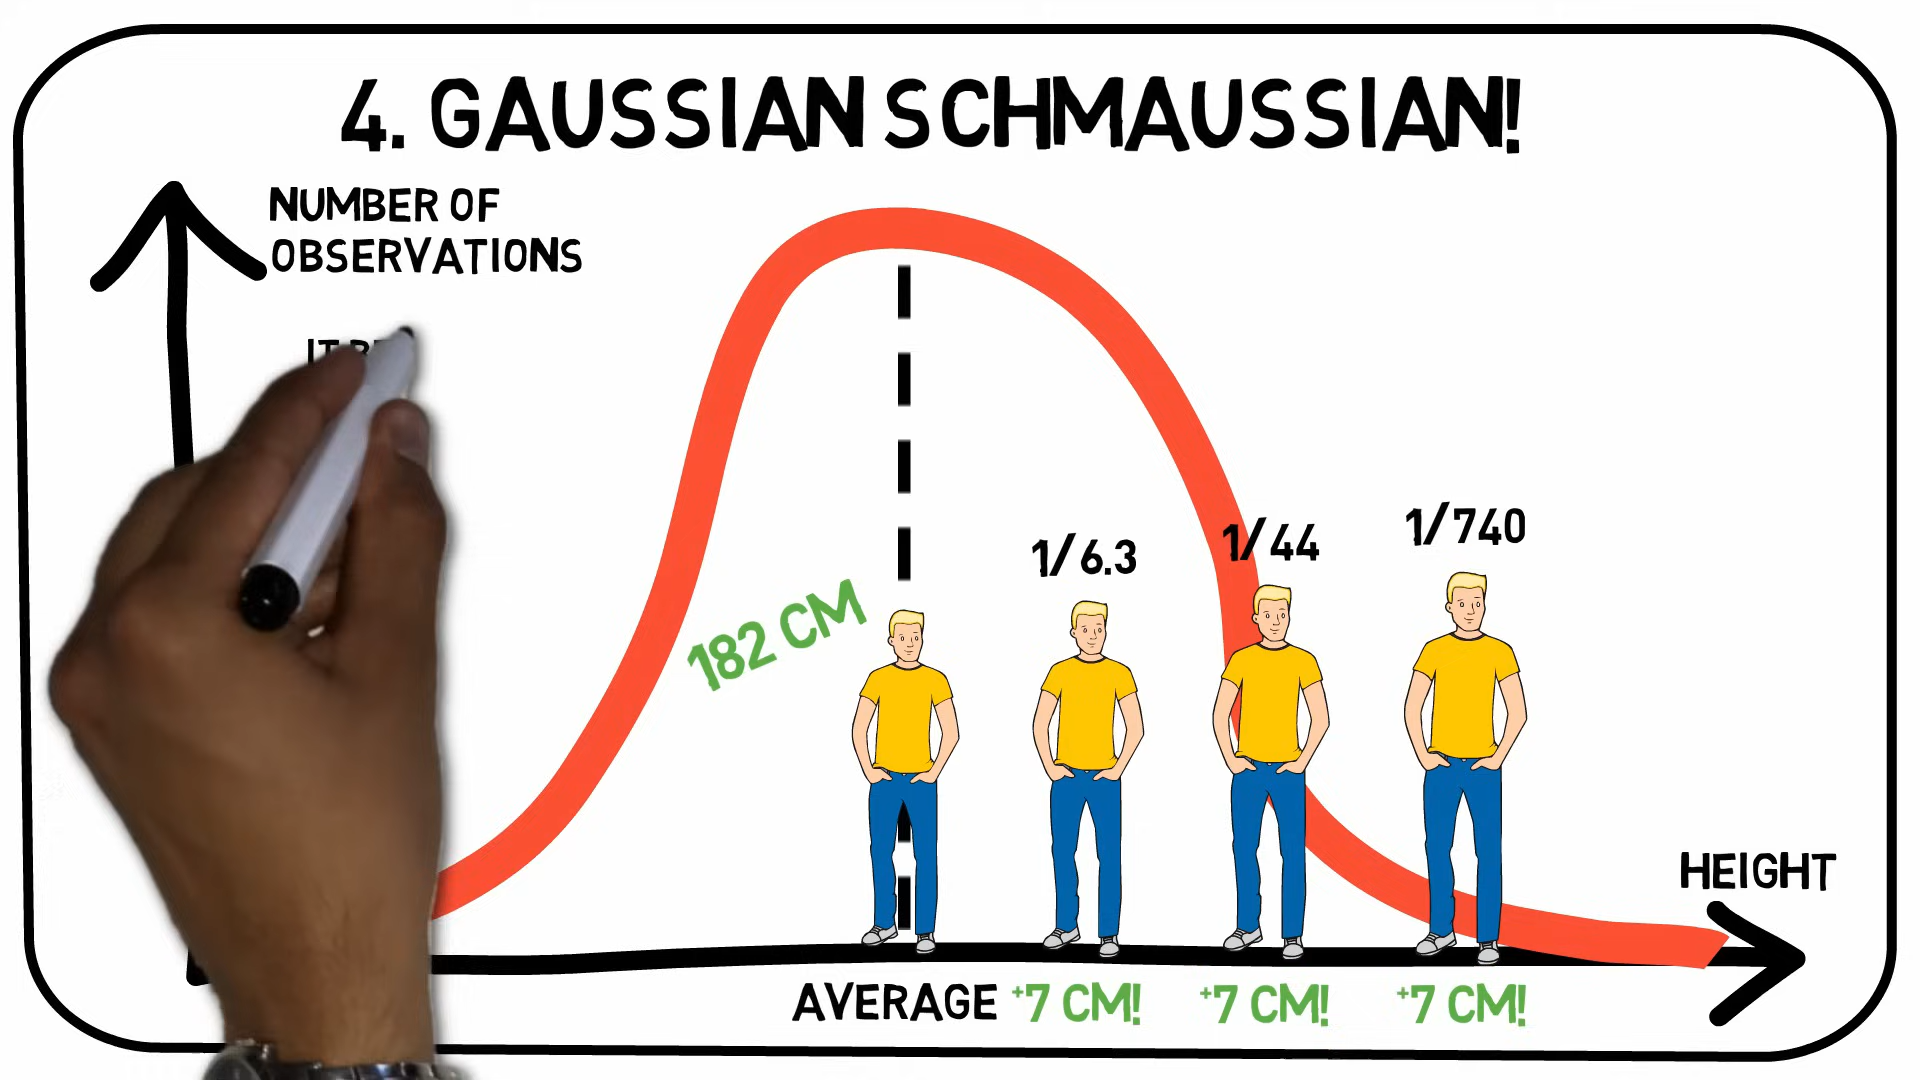 4. GAUSSIAN SCHMAUSSIAN!
NUMBER OF
OBSERVATIONS
IT
182 CM
1/6.3
1/44
1/740
HEIGHT
AVERAGE +7 CM! +7 CM! +7 CM!